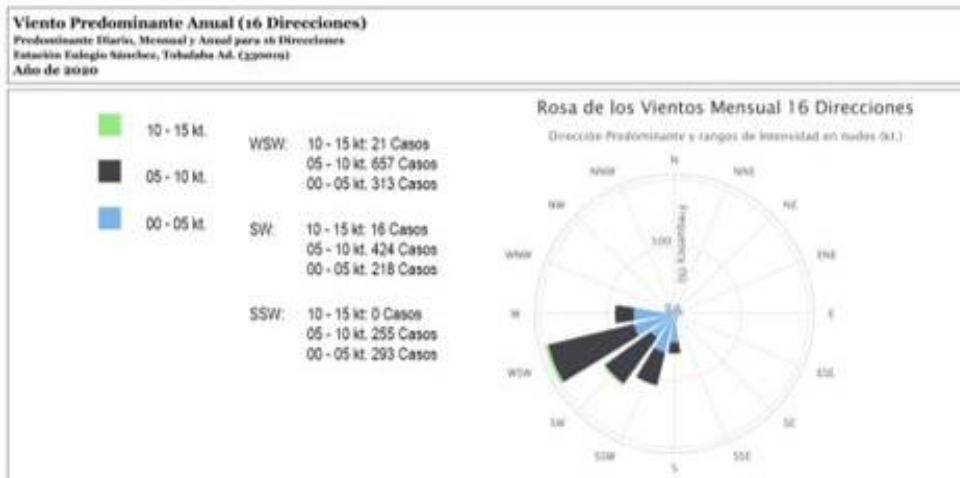 Viento Predominante Anual (16 Direcciones)
Predominante Diario, Mensual y Anual para 16 Direcciones
Estación Eulogio Sánchez, Tobalaba Ad. (330019)
Año de 2020
10 - 15 kt.
05 - 10 kt.
00 - 05 kt.
WSW: 10 - 15 kt: 21 Casos
05 - 10 kt. 657 Casos
00 - 05 kt. 313 Casos
SW: 10 - 15 kt: 16 Casos
05 - 10 kt. 424 Casos
00 - 05 kt. 218 Casos
SSW: 10 - 15 kt: 0 Casos
05 - 10 kt. 255 Casos
00 - 05 kt. 293 Casos
Rosa de los Vientos Mensual 16 Direcciones
Dirección Predominante y rangos de Intensidad en nudos (kt.)
N
NNE
NE
ENE
E
ESE
SE
SSE
S
SSW
SW
WSW
W
WNW
NW
NNW